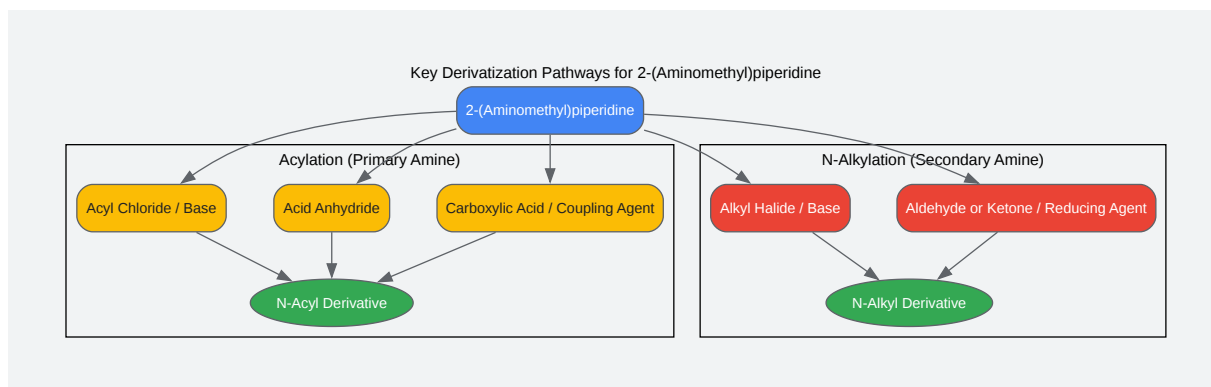 Key Derivatization Pathways for 2-(Aminomethyl)piperidine
2-(Aminomethyl)piperidine
Acylation (Primary Amine)
N-Alkylation (Secondary Amine)
Acyl Chloride / Base
Acid Anhydride
Carboxylic Acid / Coupling Agent
Alkyl Halide / Base
Aldehyde or Ketone / Reducing Agent
N-Acyl Derivative
N-Alkyl Derivative